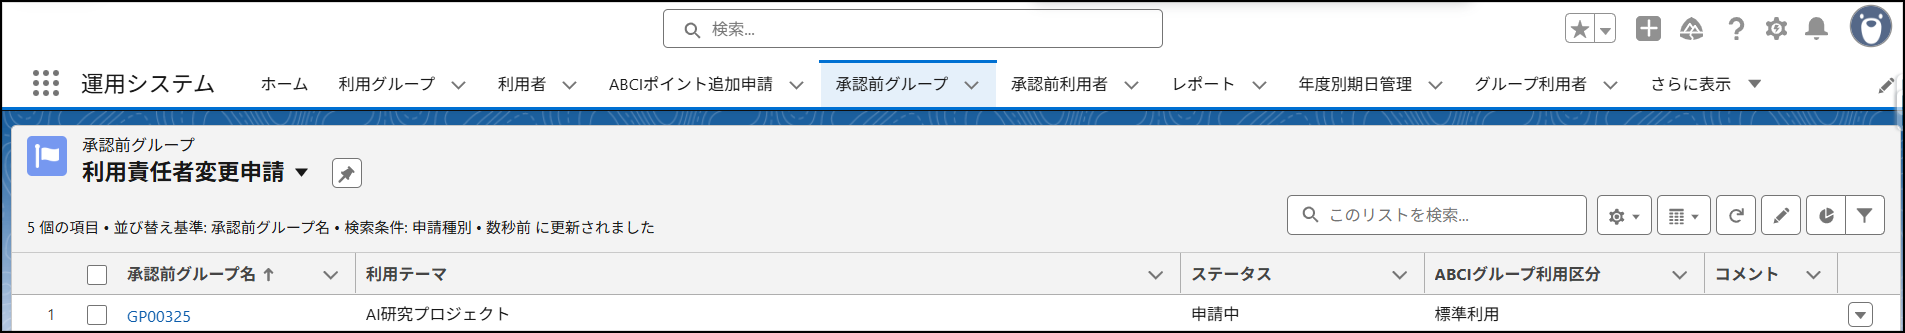 検索...
運用システム ホーム 利用グループ 利用者 ABCIポイント追加申請 承認前グループ 承認前利用者 レポート 年度別期日管理 グループ利用者 さらに表示
承認前グループ
利用責任者変更申請
このリストを検索...
5 個の項目 • 並び替え基準: 承認前グループ名 • 検索条件: 申請種別 • 数秒前 に更新されました
承認前グループ名 ↑ 利用テーマ ステータス ABCIグループ利用区分 コメント
1 GP00325 AI研究プロジェクト 申請中 標準利用